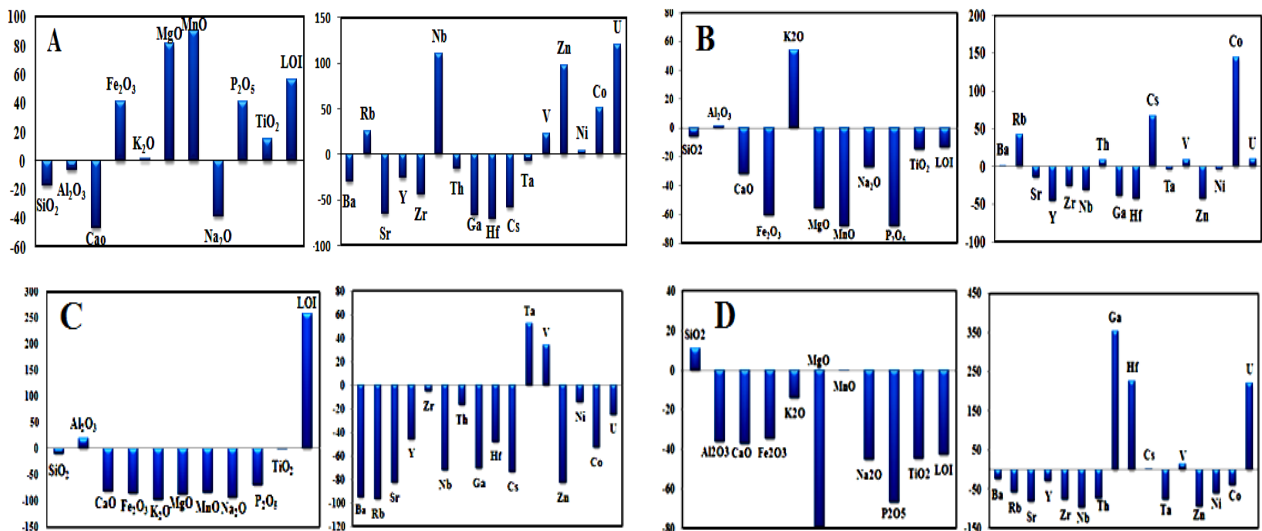 A
100
80
60
40
20
0
-20
-40
-60
SiO₂
Al₂O₃
Cao
Fe₂O₃
K₂O
MgO
MnO
Na₂O
P₂O₅
TiO₂
LOI
150
100
50
0
-50
-100
Ba
Rb
Sr
Y
Zr
Nb
Th
Ga
Hf
Cs
Ta
V
Zn
Ni
Co
U
B
80
60
40
20
0
-20
-40
-60
-80
SiO2
Al₂O₃
CaO
Fe₂O₃
K2O
MgO
MnO
Na₂O
P₂O₅
TiO₂
LOI
200
150
100
50
0
-50
-100
Ba
Rb
Sr
Y
Zr
Nb
Th
Ga
Hf
Cs
Ta
V
Zn
Ni
Co
U
C
300
250
200
150
100
50
0
-50
-100
-150
SiO₂
Al₂O₃
CaO
Fe₂O₃
K₂O
MgO
MnO
Na₂O
P₂O₅
TiO₂
LOI
80
60
40
20
0
-20
-40
-60
-80
-100
-120
Ba
Rb
Sr
Y
Zr
Nb
Th
Ga
Hf
Cs
Ta
V
Zn
Ni
Co
U
D
40
20
0
-20
-40
-60
-80
SiO2
Al2O3
CaO
Fe2O3
K2O
MgO
MnO
Na2O
P2O5
TiO2
LOI
450
350
250
150
50
-50
-150
Ba
Rb
Sr
Y
Zr
Nb
Th
Ga
Hf
Cs
Ta
V
Zn
Ni
Co
U